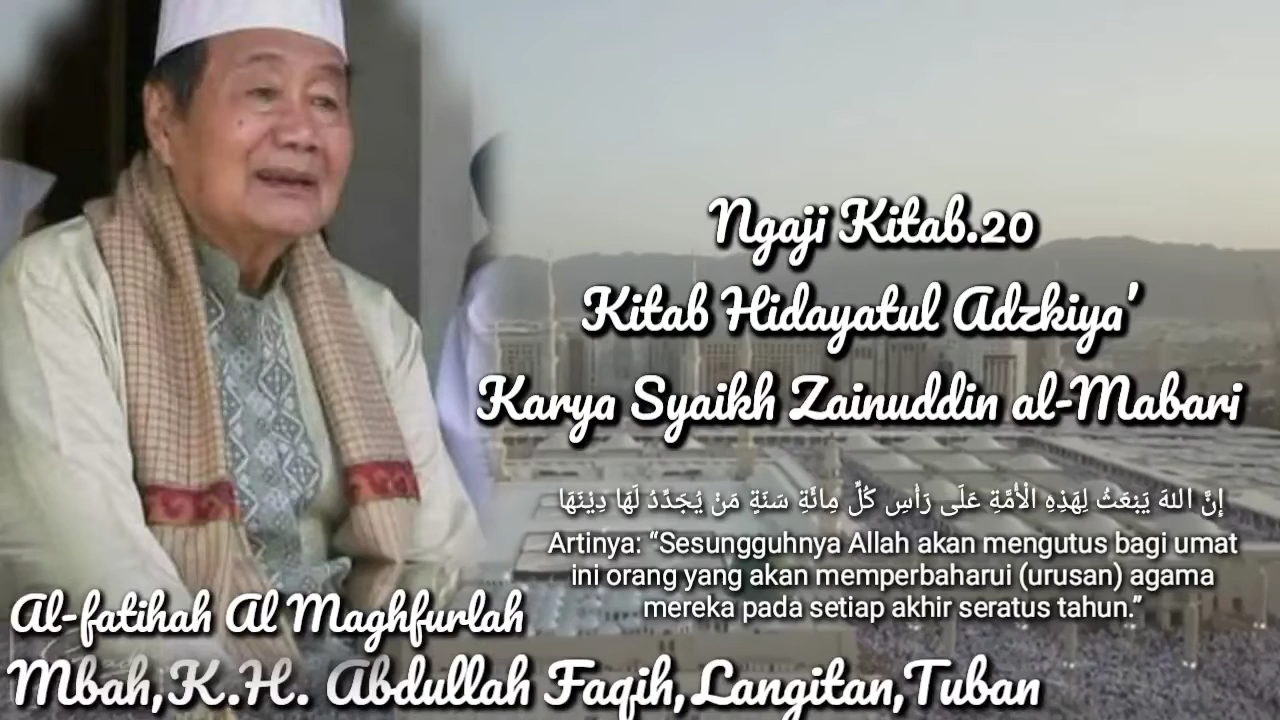 Ngaji Kitab.20
Kitab Hidayatul Adzkiya'
Karya Syaikh Zainuddin al-Mabari
إِنَّ اللهَ يَبْعَثُ لِهَذِهِ الْأُمَّةِ عَلَى رَأْسِ كُلِّ مِائَةِ سَنَةٍ مَنْ يُجَدِّدُ لَهَا دِيْنَهَا
Artinya: “Sesungguhnya Allah akan mengutus bagi umat
ini orang yang akan memperbaharui (urusan) agama
mereka pada setiap akhir seratus tahun.”
Al-fatihah Al Maghfurlah
Mbah,K.H. Abdullah Faqih,Langitan,Tuban